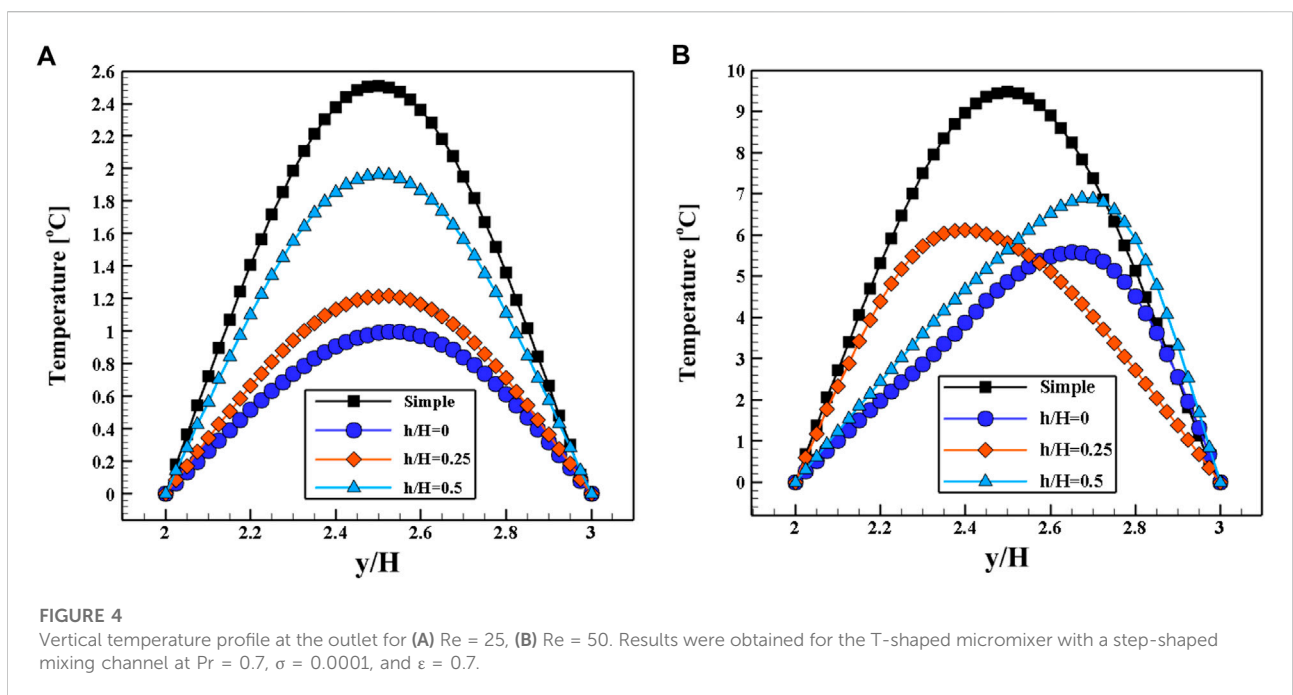 A
2.6
2.4
2.2
2
1.8
1.6
1.4
1.2
1
0.8
0.6
0.4
0.2
0
Temperature [°C]
2
2.2
2.4
2.6
2.8
3
y/H
Simple
h/H=0
h/H=0.25
h/H=0.5
B
10
9
8
7
6
5
4
3
2
1
0
Temperature [°C]
2
2.2
2.4
2.6
2.8
3
y/H
Simple
h/H=0
h/H=0.25
h/H=0.5
FIGURE 4
Vertical temperature profile at the outlet for (A) Re = 25, (B) Re = 50. Results were obtained for the T-shaped micromixer with a step-shaped
mixing channel at Pr = 0.7, σ = 0.0001, and ε = 0.7.